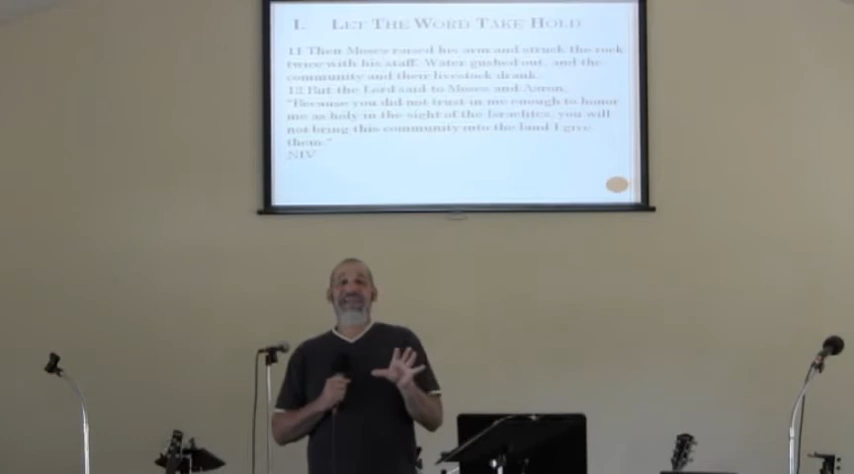 I. LET THE WORD TAKE HOLD
11 Then Moses raised his arm and struck the rock
twice with his staff. Water gushed out, and the
community and their livestock drank.
12 But the Lord said to Moses and Aaron,
"Because you did not trust in me enough to honor
me as holy in the sight of the Israelites, you will
not bring this community into the land I give
them."
NIV